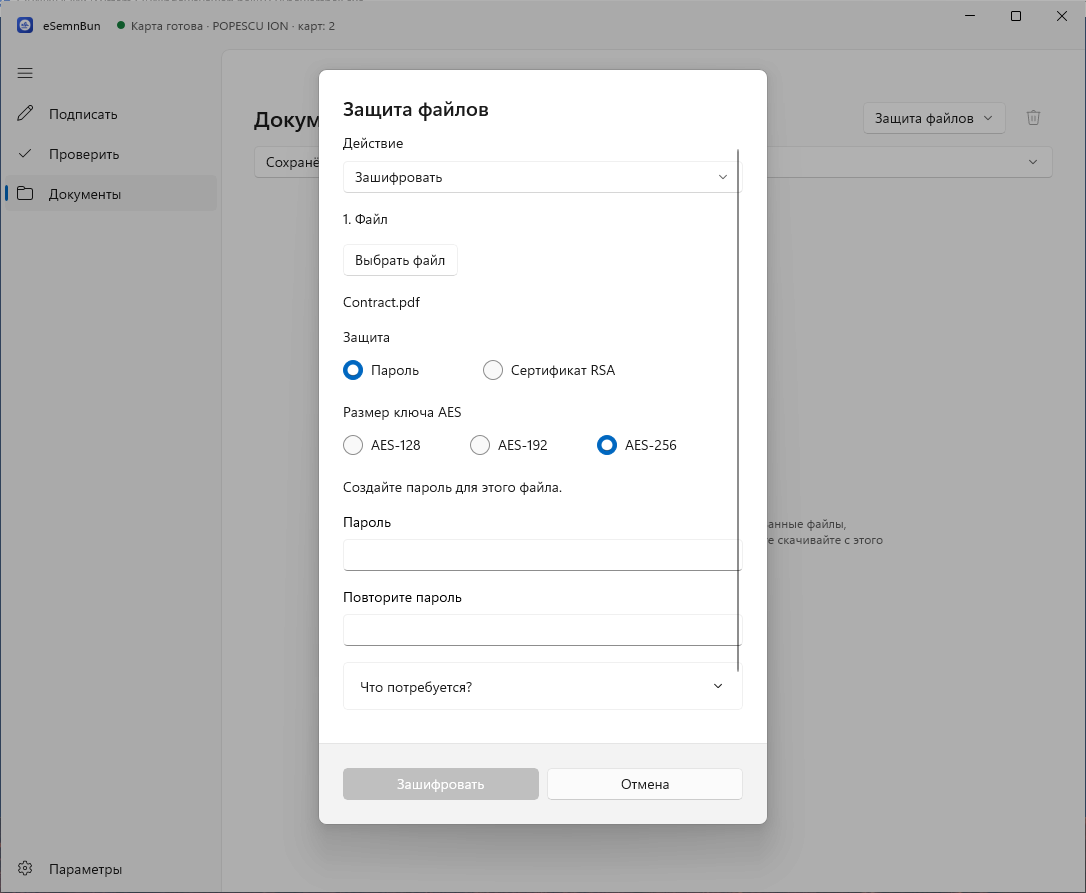 eSemnBun
Карта готова · POPESCU ION · карт: 2
Подписать
Проверить
Документы
Параметры
Докум
Защита файлов
Сохранё
анные файлы,
е скачивайте с этого
Защита файлов
Действие
Зашифровать
1. Файл
Выбрать файл
Contract.pdf
Защита
Пароль
Сертификат RSA
Размер ключа AES
AES-128
AES-192
AES-256
Создайте пароль для этого файла.
Пароль
Повторите пароль
Что потребуется?
Зашифровать
Отмена